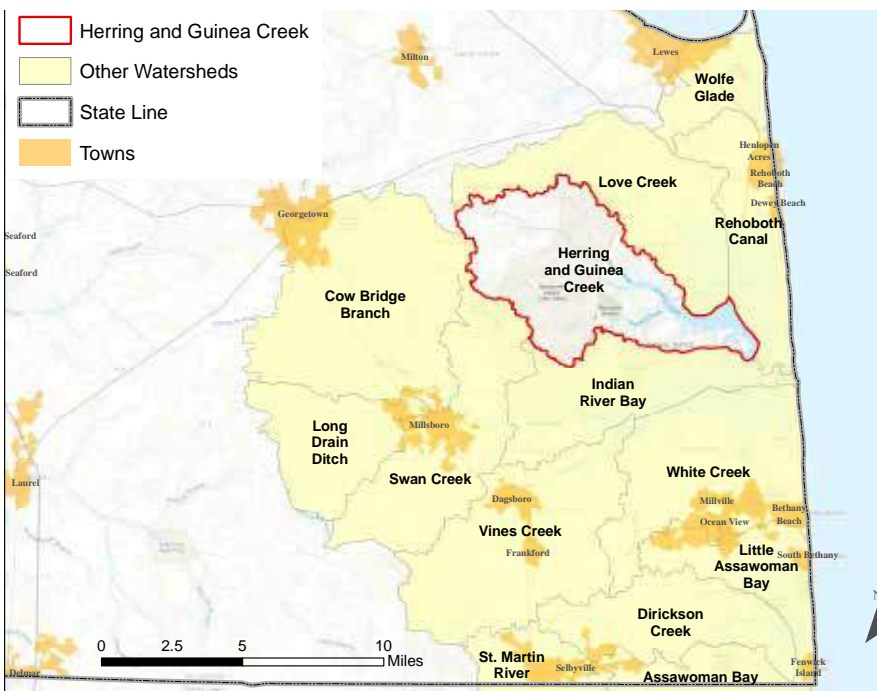 Herring and Guinea Creek
Other Watersheds
State Line
Towns
Milton
Lewes
Wolfe
Glade
Henlopen
Acres
Rehoboth
Beach
Dewey Beach
Love Creek
Rehoboth
Canal
Georgetown
Seaford
Seaford
Herring
and Guinea
Creek
Cow Bridge
Branch
Indian
River Bay
Long
Drain
Ditch
Millsboro
Swan Creek
Laurel
White Creek
Dagsboro
Millville
Bethany
Beach
Ocean View
Vines Creek
Frankford
Little
Assawoman
Bay
South Bethany
Dirickson
Creek
N
0 2.5 5 10
Miles
St. Martin
River
Selbyville
Assawoman Bay
Fenwick
Island
Delmar